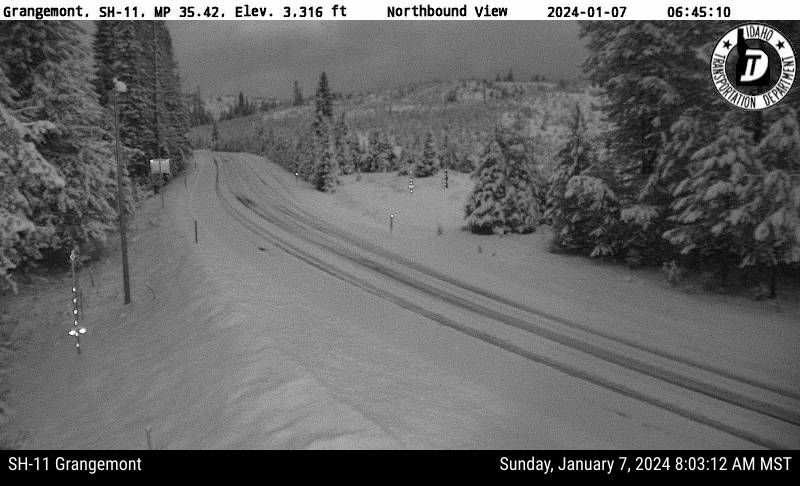 Grangemont, SH-11, MP 35.42, Elev. 3,316 ft Northbound View 2024-01-07 06:45:10
IDAHO
TRANSPORTATION DEPARTMENT
SH-11 Grangemont Sunday, January 7, 2024 8:03:12 AM MST